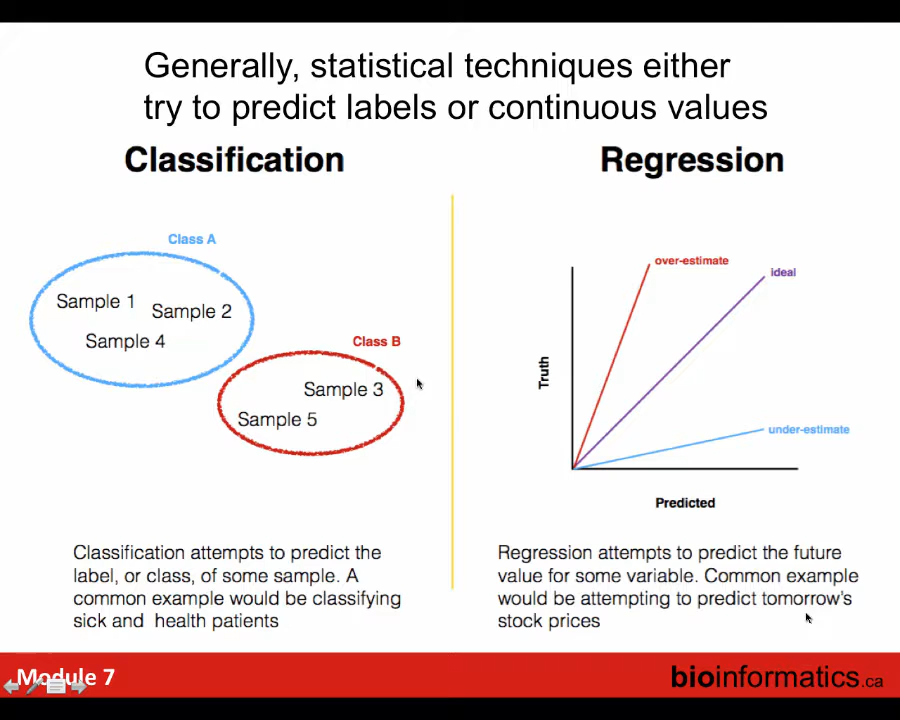 Generally, statistical techniques either
try to predict labels or continuous values
Classification
Class A
Sample 1
Sample 2
Sample 4
Class B
Sample 3
Sample 5
Classification attempts to predict the
label, or class, of some sample. A
common example would be classifying
sick and health patients
Regression
over-estimate
ideal
Truth
under-estimate
Predicted
Regression attempts to predict the future
value for some variable. Common example
would be attempting to predict tomorrow's
stock prices
Module 7
bioinformatics.ca